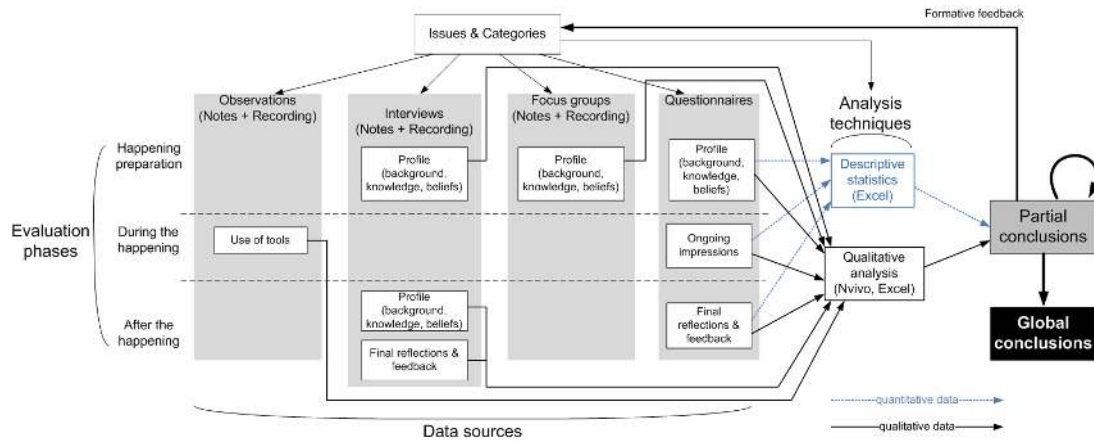 Formative feedback
Issues & Categories
Observations
(Notes + Recording)
Interviews
(Notes + Recording)
Focus groups
(Notes + Recording)
Questionnaires
Analysis
techniques
Evaluation
phases
Happening
preparation
Profile
(background,
knowledge, beliefs)
Profile
(background,
knowledge, beliefs)
Profile
(background,
knowledge,
beliefs)
Descriptive
statistics
(Excel)
Partial
conclusions
During the
happening
Use of tools
Ongoing
impressions
Qualitative
analysis
(Nvivo, Excel)
After the
happening
Profile
(background,
knowledge, beliefs)
Final reflections &
feedback
Final
reflections &
feedback
Global
conclusions
quantitative data
qualitative data
Data sources